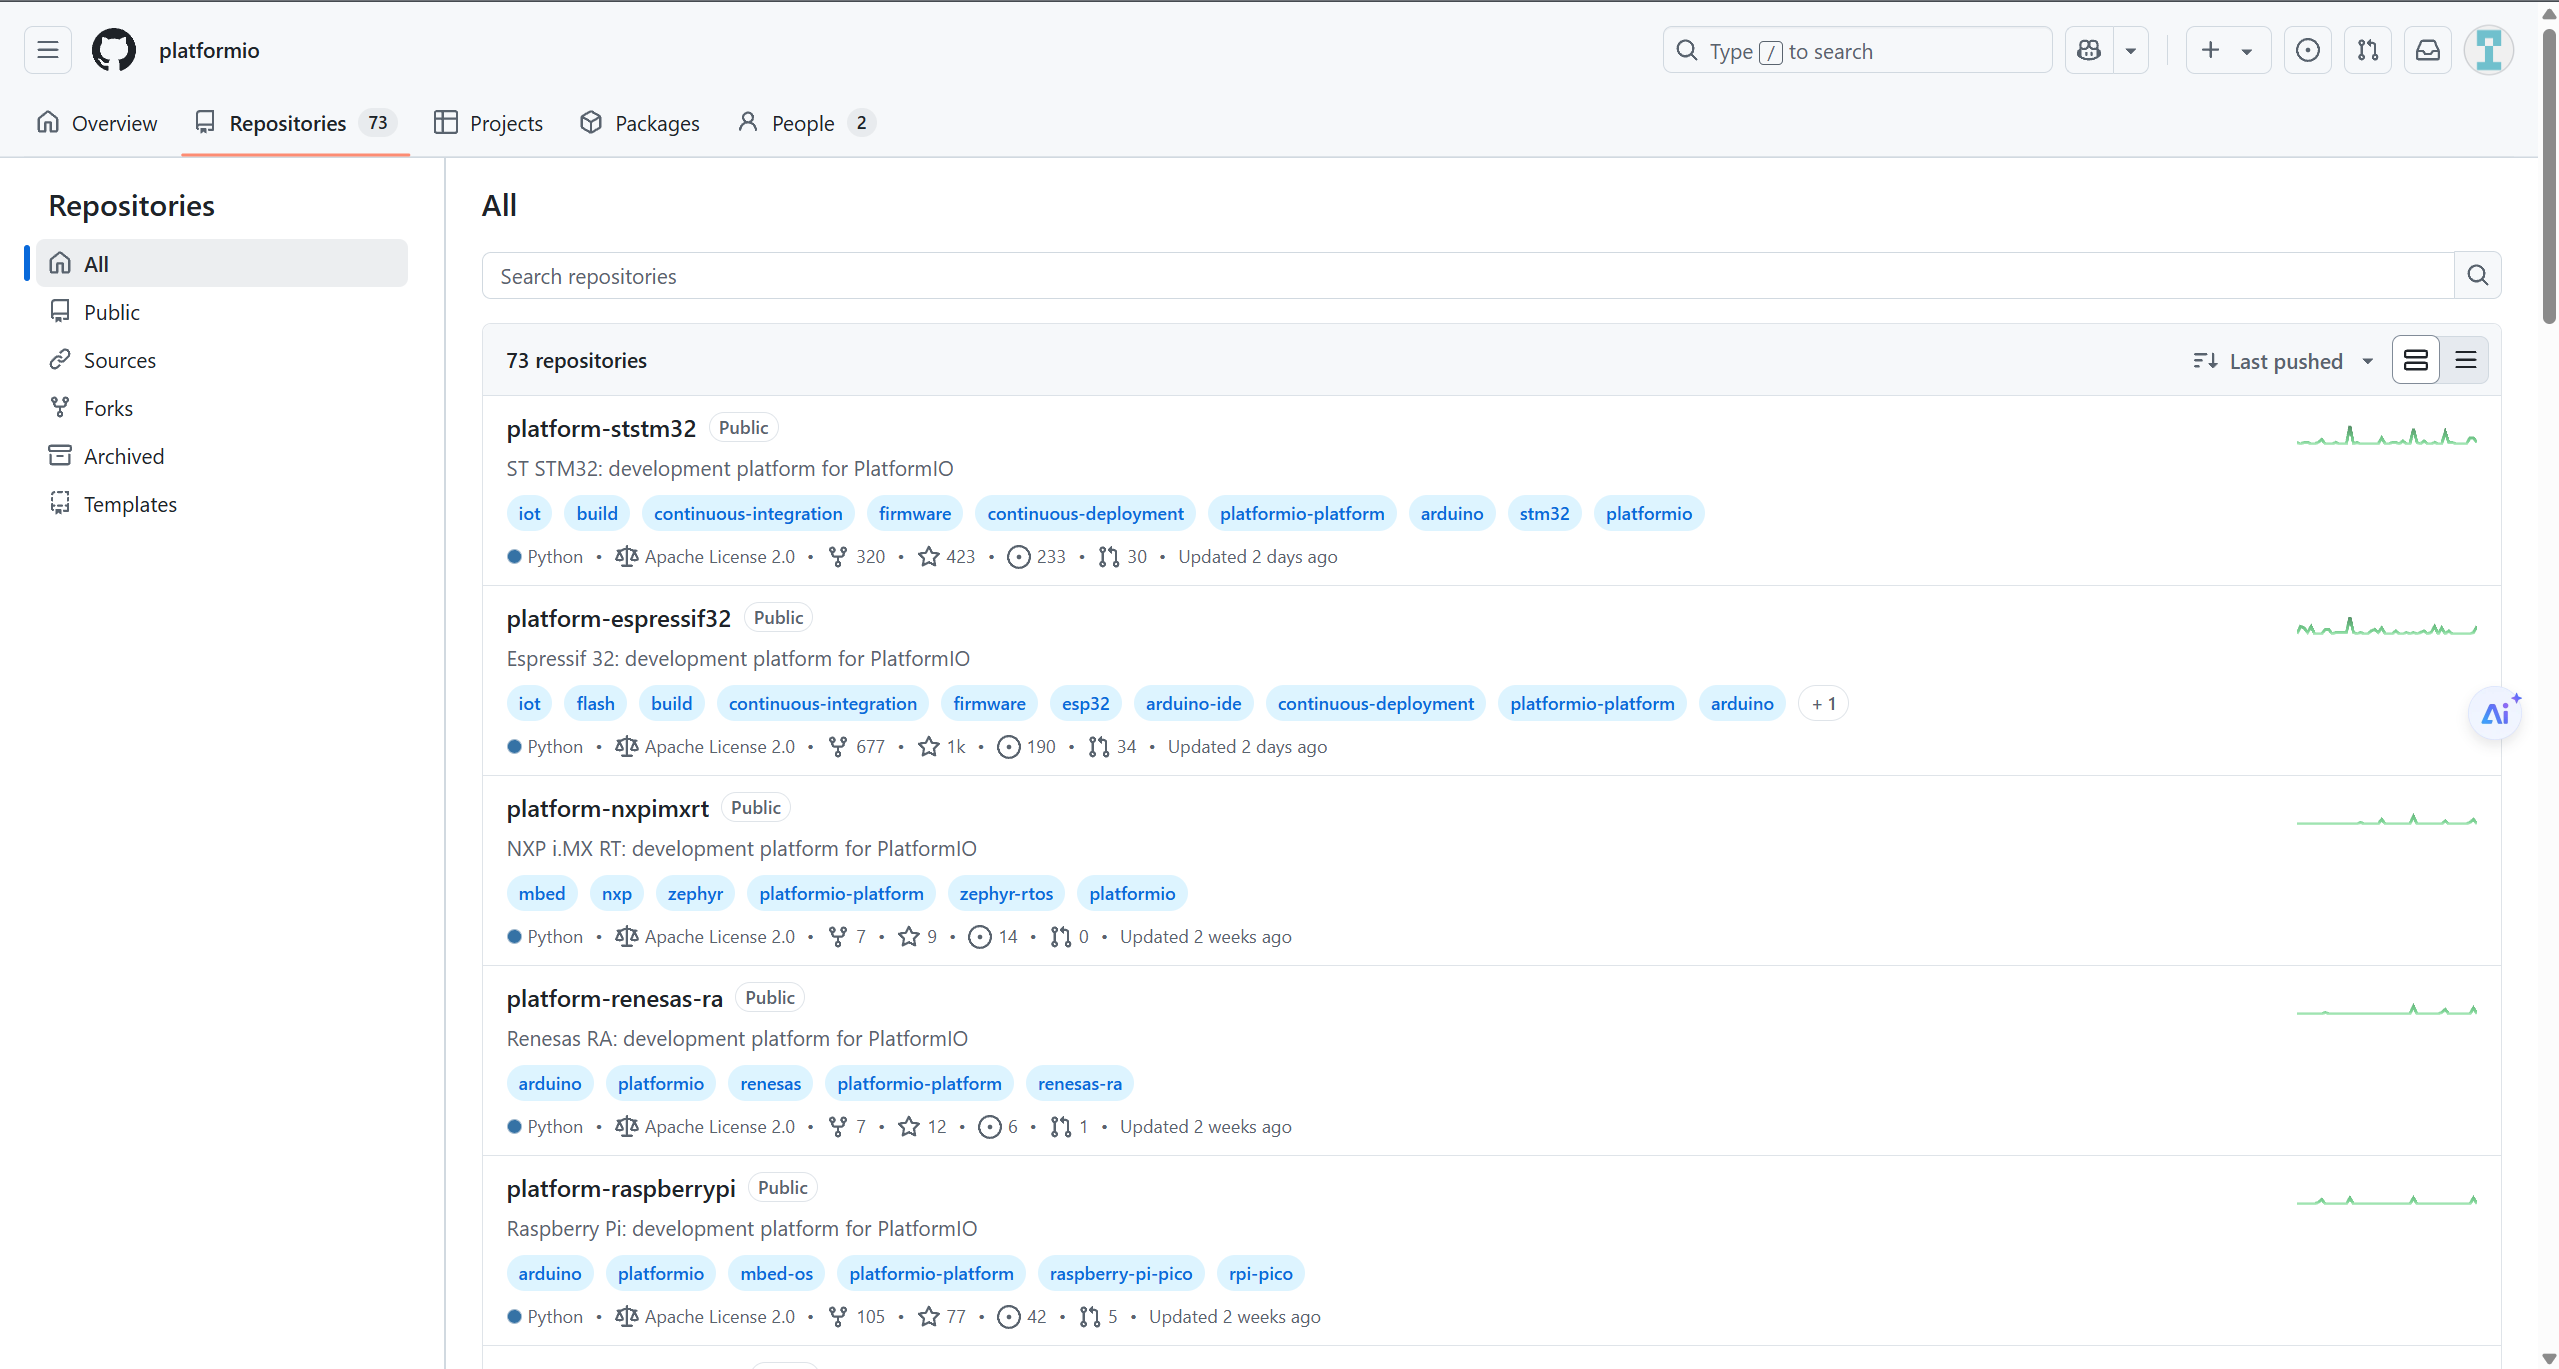 platformio
Type / to search
Overview
Repositories 73
Projects
Packages
People 2
Repositories
All
Public
Sources
Forks
Archived
Templates
All
Search repositories
73 repositories
Last pushed
platform-ststm32 Public
ST STM32: development platform for PlatformIO
iot build continuous-integration firmware continuous-deployment platformio-platform arduino stm32 platformio
Python • Apache License 2.0 • 320 • 423 • 233 • 30 • Updated 2 days ago
platform-espressif32 Public
Espressif 32: development platform for PlatformIO
iot flash build continuous-integration firmware esp32 arduino-ide continuous-deployment platformio-platform arduino + 1
Python • Apache License 2.0 • 677 • 1k • 190 • 34 • Updated 2 days ago
Ai
platform-nxpimxrt Public
NXP i.MX RT: development platform for PlatformIO
mbed nxp zephyr platformio-platform zephyr-rtos platformio
Python • Apache License 2.0 • 7 • 9 • 14 • 0 • Updated 2 weeks ago
platform-renesas-ra Public
Renesas RA: development platform for PlatformIO
arduino platformio renesas platformio-platform renesas-ra
Python • Apache License 2.0 • 7 • 12 • 6 • 1 • Updated 2 weeks ago
platform-raspberrypi Public
Raspberry Pi: development platform for PlatformIO
arduino platformio mbed-os platformio-platform raspberry-pi-pico rpi-pico
Python • Apache License 2.0 • 105 • 77 • 42 • 5 • Updated 2 weeks ago